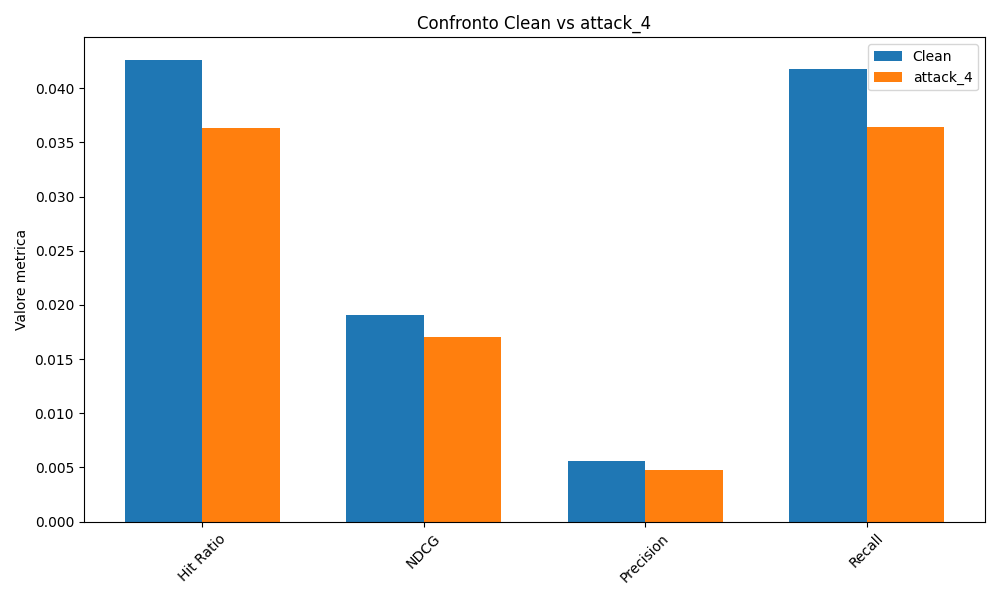 Confronto Clean vs attack_4
Clean
attack_4
Valore metrica
0.040
0.035
0.030
0.025
0.020
0.015
0.010
0.005
0.000
Hit Ratio
NDCG
Precision
Recall